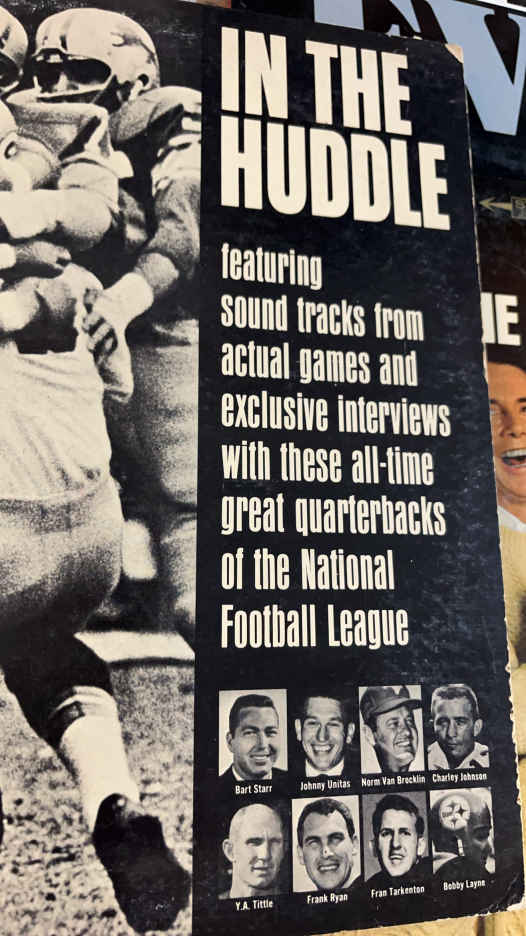 IN THE
HUDDLE
featuring
sound tracks from
actual games and
exclusive interviews
with these all-time
great quarterbacks
of the National
Football League
Bart Starr
Johnny Unitas
Norm Van Brocklin
Charley Johnson
Y.A. Tittle
Frank Ryan
Fran Tarkenton
Bobby Layne